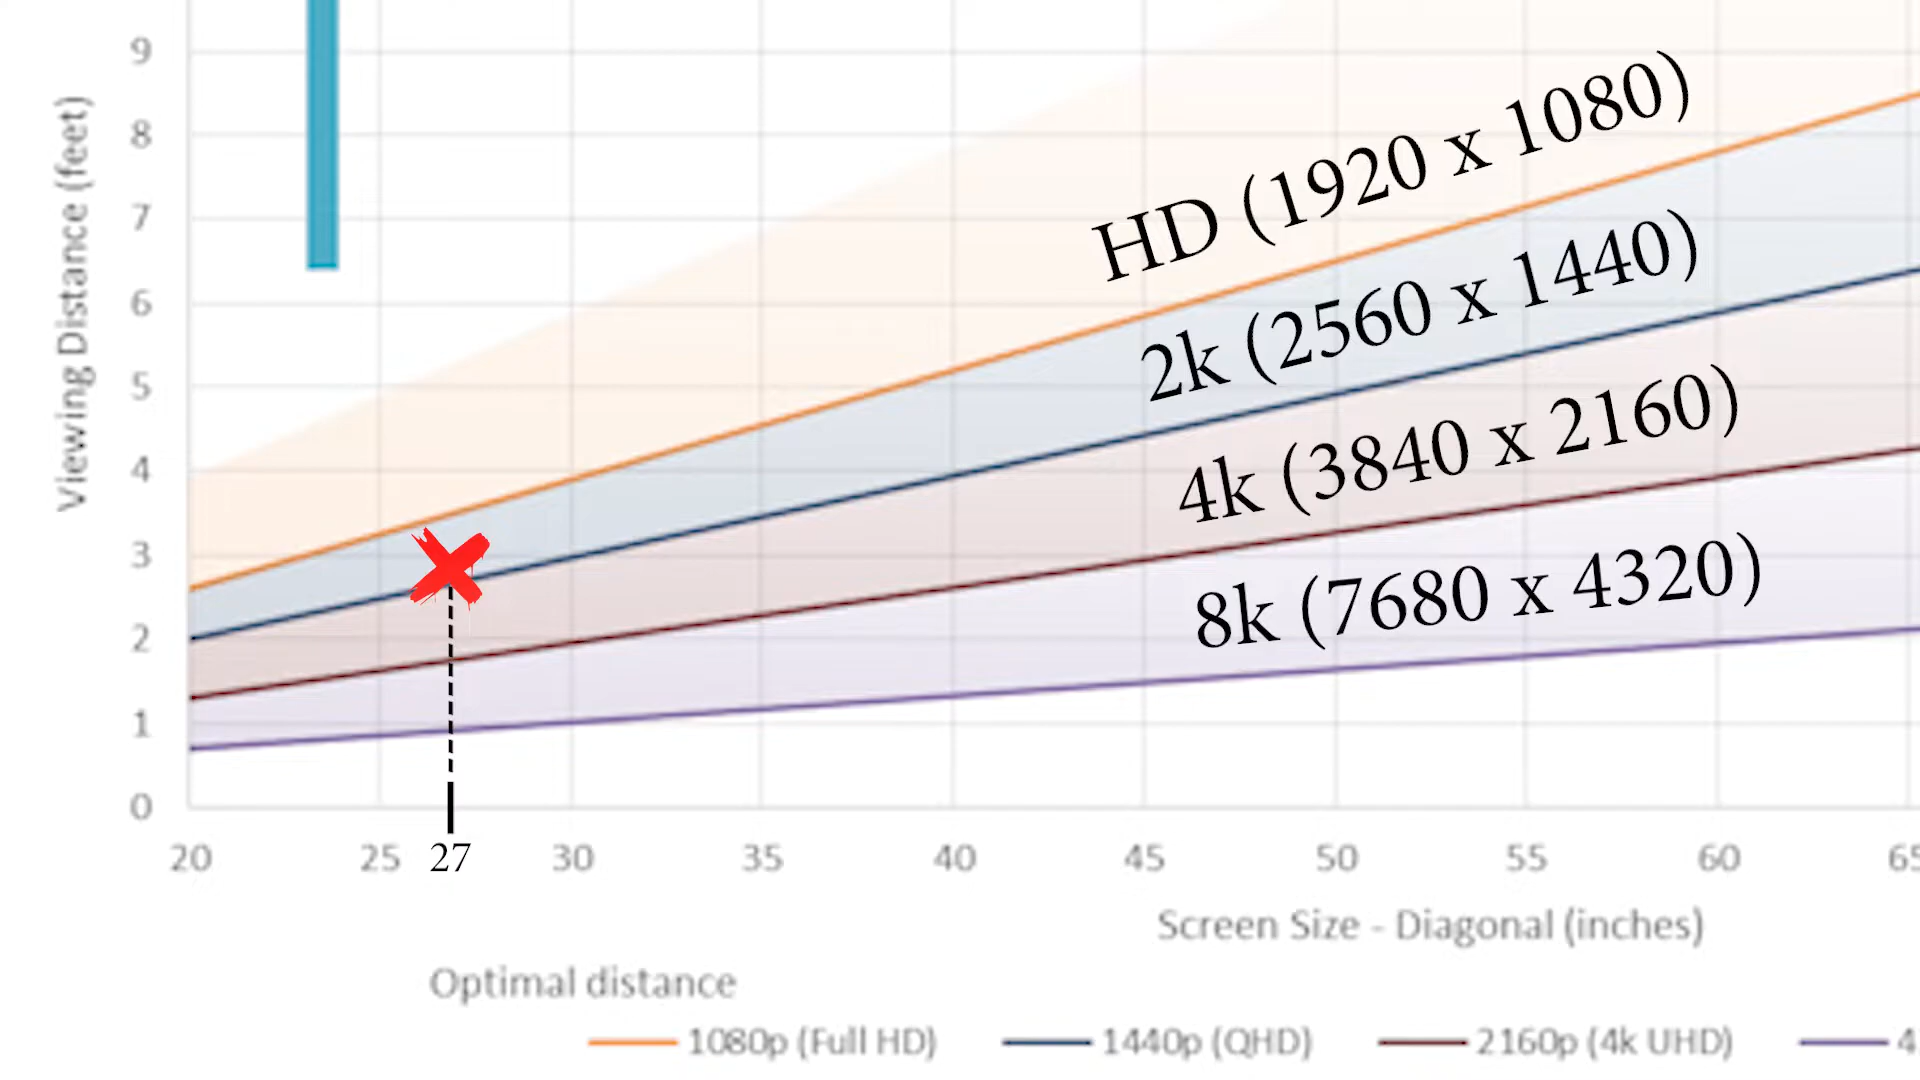 9
8
7
6
5
4
3
2
1
0
Viewing Distance (feet)
HD (1920 x 1080)
2k (2560 x 1440)
4k (3840 x 2160)
8k (7680 x 4320)
20 25 27 30 35 40 45 50 55 60 65
Screen Size - Diagonal (inches)
Optimal distance
1080p (Full HD) 1440p (QHD) 2160p (4k UHD) 4